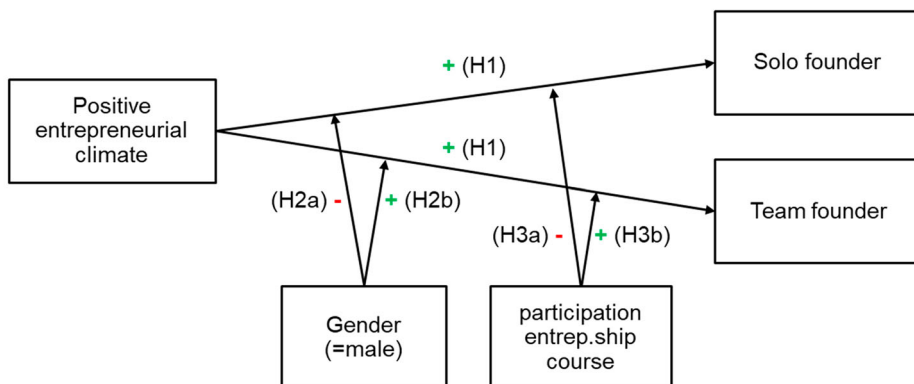 + (H1)
Solo founder
Positive
entrepreneurial
climate
+ (H1)
(H2a) -
+ (H2b)
Team founder
(H3a) -
+ (H3b)
Gender
(=male)
participation
entrep.ship
course